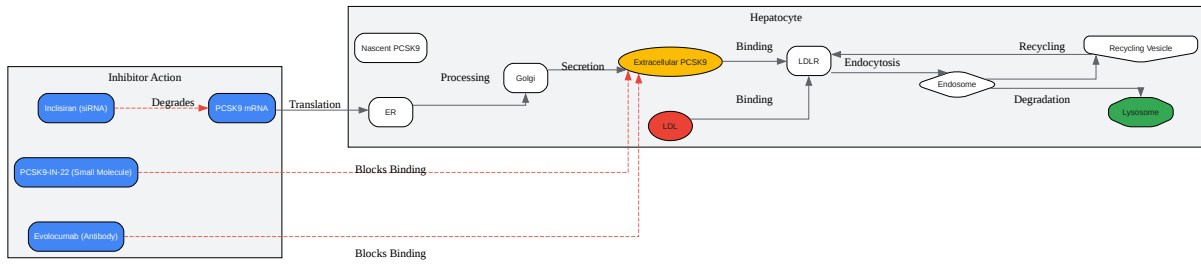 Hepatocyte
Nascent PCSK9
Extracellular PCSK9
Binding
LDLR
Recycling
Recycling Vesicle
Processing
Golgi
Secretion
Endocytosis
Endosome
Inhibitor Action
Inclisiran (siRNA)
Degrades
PCSK9 mRNA
Translation
ER
LDL
Binding
Degradation
Lysosome
PCSK9-IN-22 (Small Molecule)
Blocks Binding
Evolocumab (Antibody)
Blocks Binding